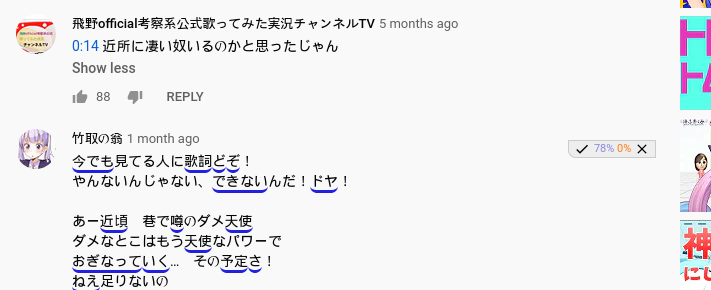 飛野official考察系公式歌ってみた実況チャンネルTV 5 months ago
0:14 近所に凄い奴いるのかと思ったじゃん
Show less
88 REPLY
竹取の翁 1 month ago
78% 0%
今でも見てる人に歌詞どぞ！
やんないんじゃない、できないんだ！ドヤ！
あー近頃　巷で噂のダメ天使
ダメなとこはもう天使なパワーで
おぎなっていく…　その予定さ！
ねえ足りないの